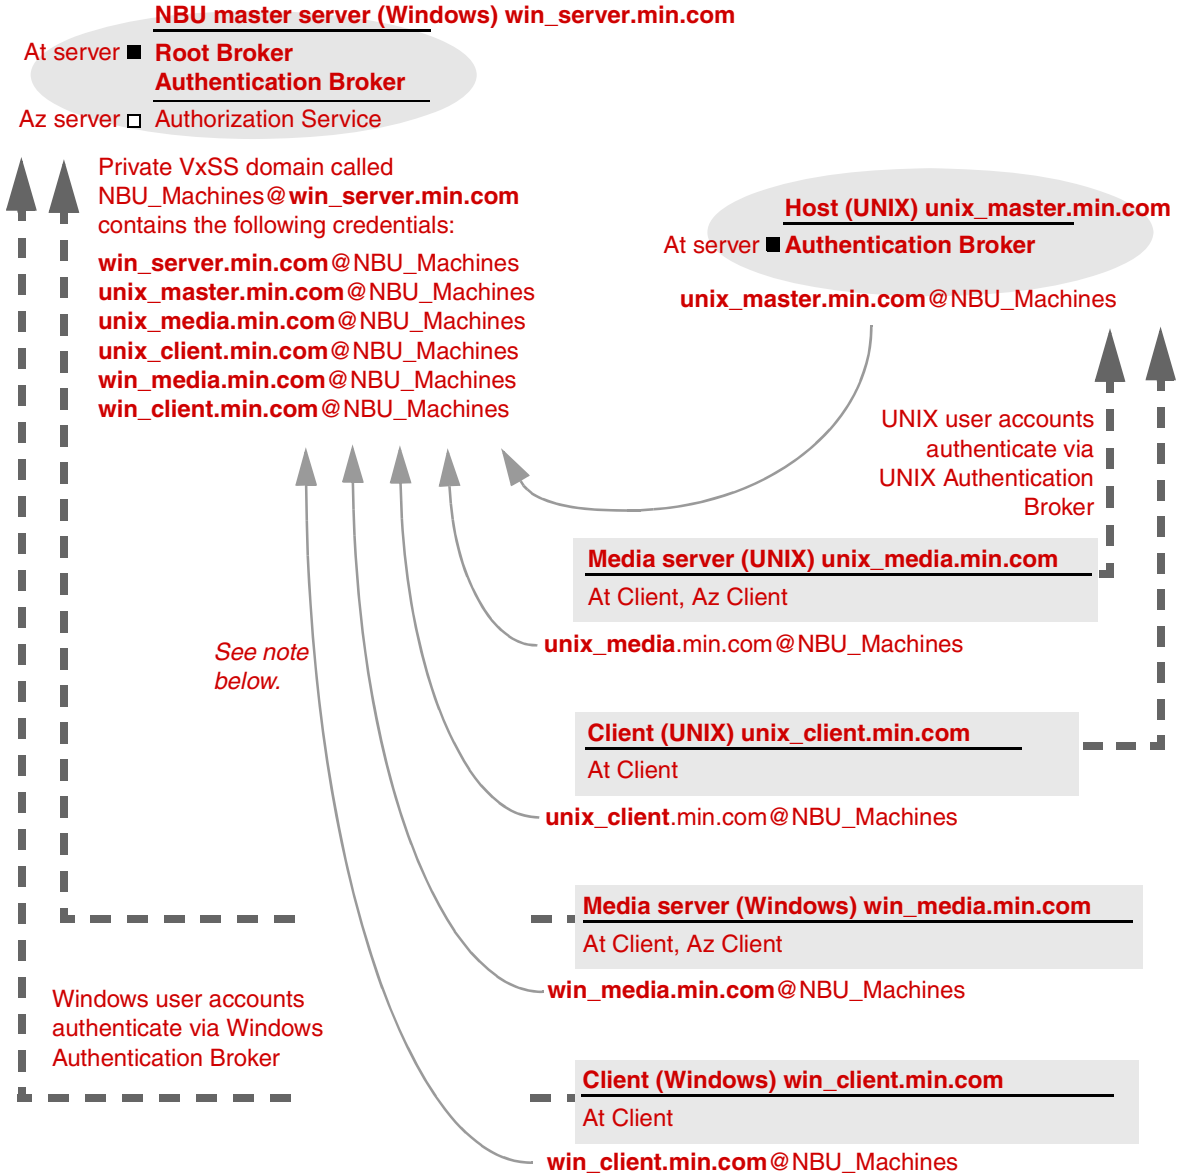 NBU master server (Windows) win_server.min.com
At server Root Broker
Authentication Broker
Az server Authorization Service
Private VxSS domain called
NBU_Machines@win_server.min.com
contains the following credentials:
win_server.min.com@NBU_Machines
unix_master.min.com@NBU_Machines
unix_media.min.com@NBU_Machines
unix_client.min.com@NBU_Machines
win_media.min.com@NBU_Machines
win_client.min.com@NBU_Machines
Host (UNIX) unix_master.min.com
At server Authentication Broker
unix_master.min.com@NBU_Machines
UNIX user accounts
authenticate via
UNIX Authentication
Broker
Media server (UNIX) unix_media.min.com
At Client, Az Client
unix_media.min.com@NBU_Machines
See note
below.
Client (UNIX) unix_client.min.com
At Client
unix_client.min.com@NBU_Machines
Media server (Windows) win_media.min.com
At Client, Az Client
win_media.min.com@NBU_Machines
Windows user accounts
authenticate via Windows
Authentication Broker
Client (Windows) win_client.min.com
At Client
win_client.min.com@NBU_Machines